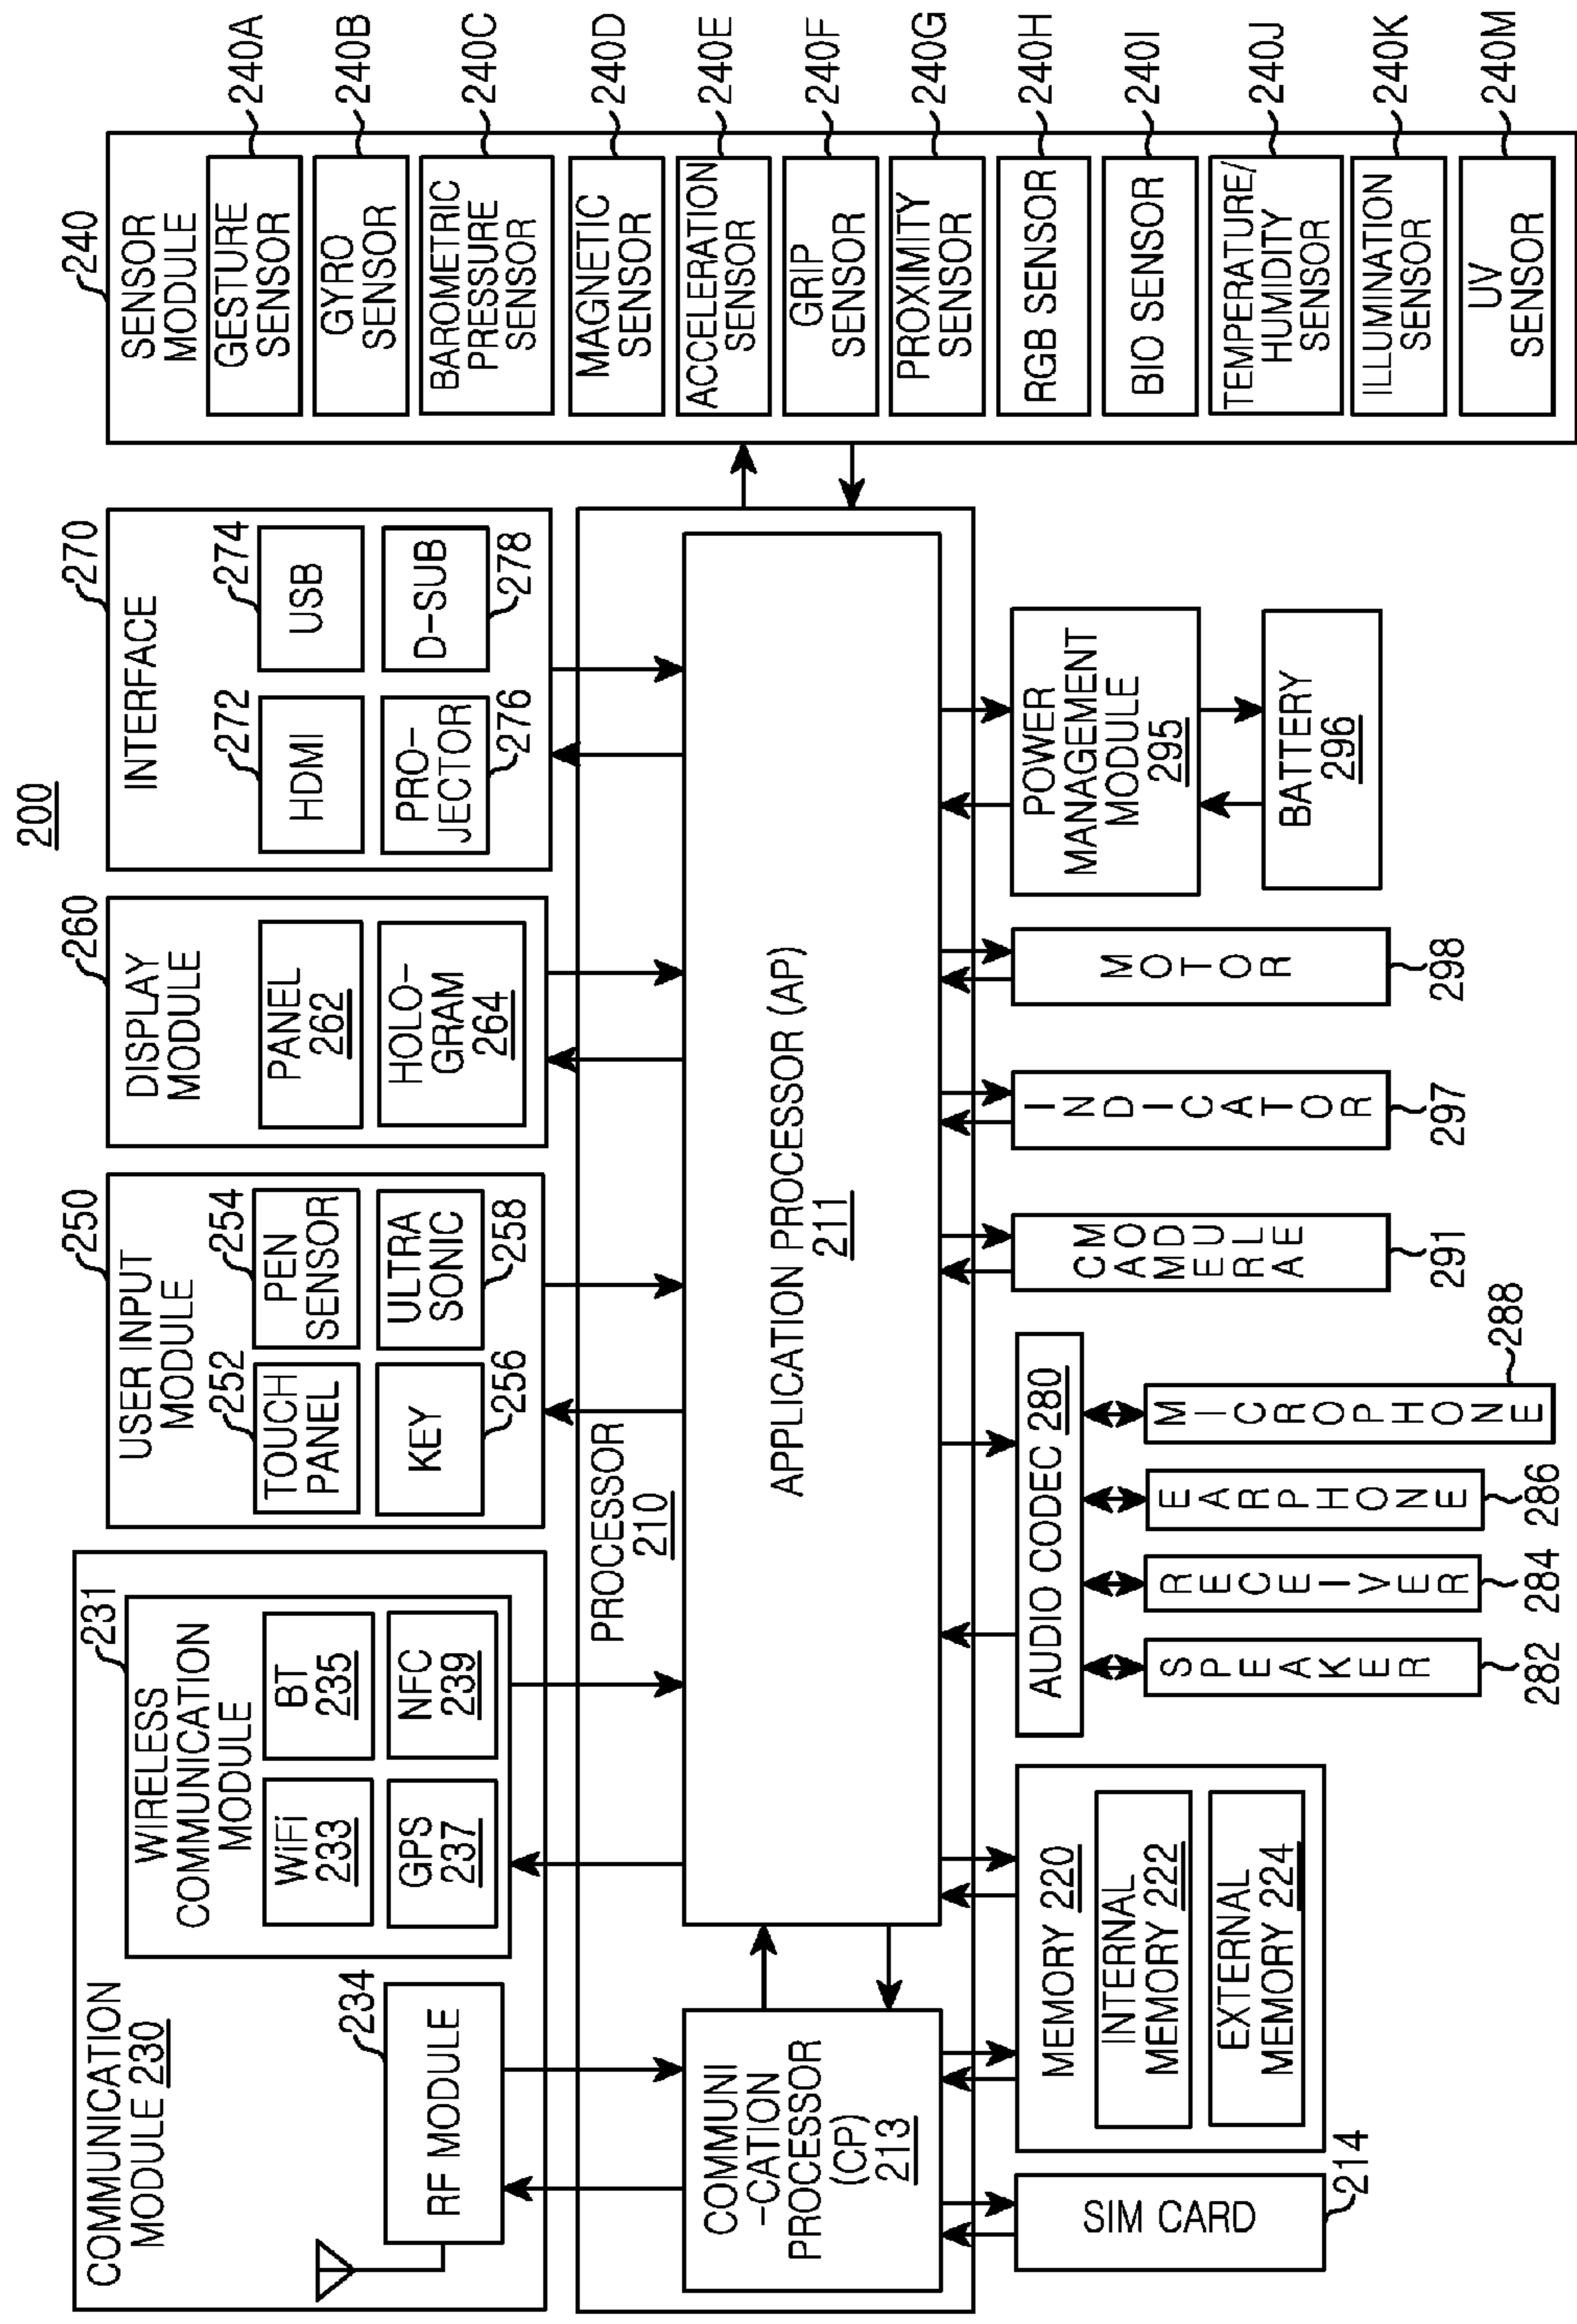 200
COMMUNICATION
MODULE 230
231
WIRELESS
COMMUNICATION
MODULE
WiFi
233
BT
235
GPS
237
NFC
239
234
RF MODULE
250
USER INPUT
MODULE
252
TOUCH
PANEL
254
PEN
SENSOR
KEY
256
ULTRA
SONIC
258
260
DISPLAY
MODULE
PANEL
262
HOLO-
GRAM
264
270
INTERFACE
272
HDMI
274
USB
PRO-
JECTOR
276
D-SUB
278
240
SENSOR
MODULE
GESTURE
SENSOR
240A
GYRO
SENSOR
240B
BAROMETRIC
PRESSURE
SENSOR
240C
MAGNETIC
SENSOR
240D
ACCELERATION
SENSOR
240E
GRIP
SENSOR
240F
PROXIMITY
SENSOR
240G
RGB SENSOR
240H
BIO SENSOR
240I
TEMPERATURE/
HUMIDITY
SENSOR
240J
ILLUMINATION
SENSOR
240K
UV
SENSOR
240M
PROCESSOR
210
COMMUNI
-CATION
PROCESSOR
(CP)
213
APPLICATION PROCESSOR (AP)
211
SIM CARD
214
MEMORY 220
INTERNAL
MEMORY 222
EXTERNAL
MEMORY 224
AUDIO CODEC 280
SPEAKER
282
RECEIVER
284
EARPHONE
286
MICROPHONE
288
CAMERA
MODULE
291
INDICATOR
297
MOTOR
298
POWER
MANAGEMENT
MODULE
295
BATTERY
296